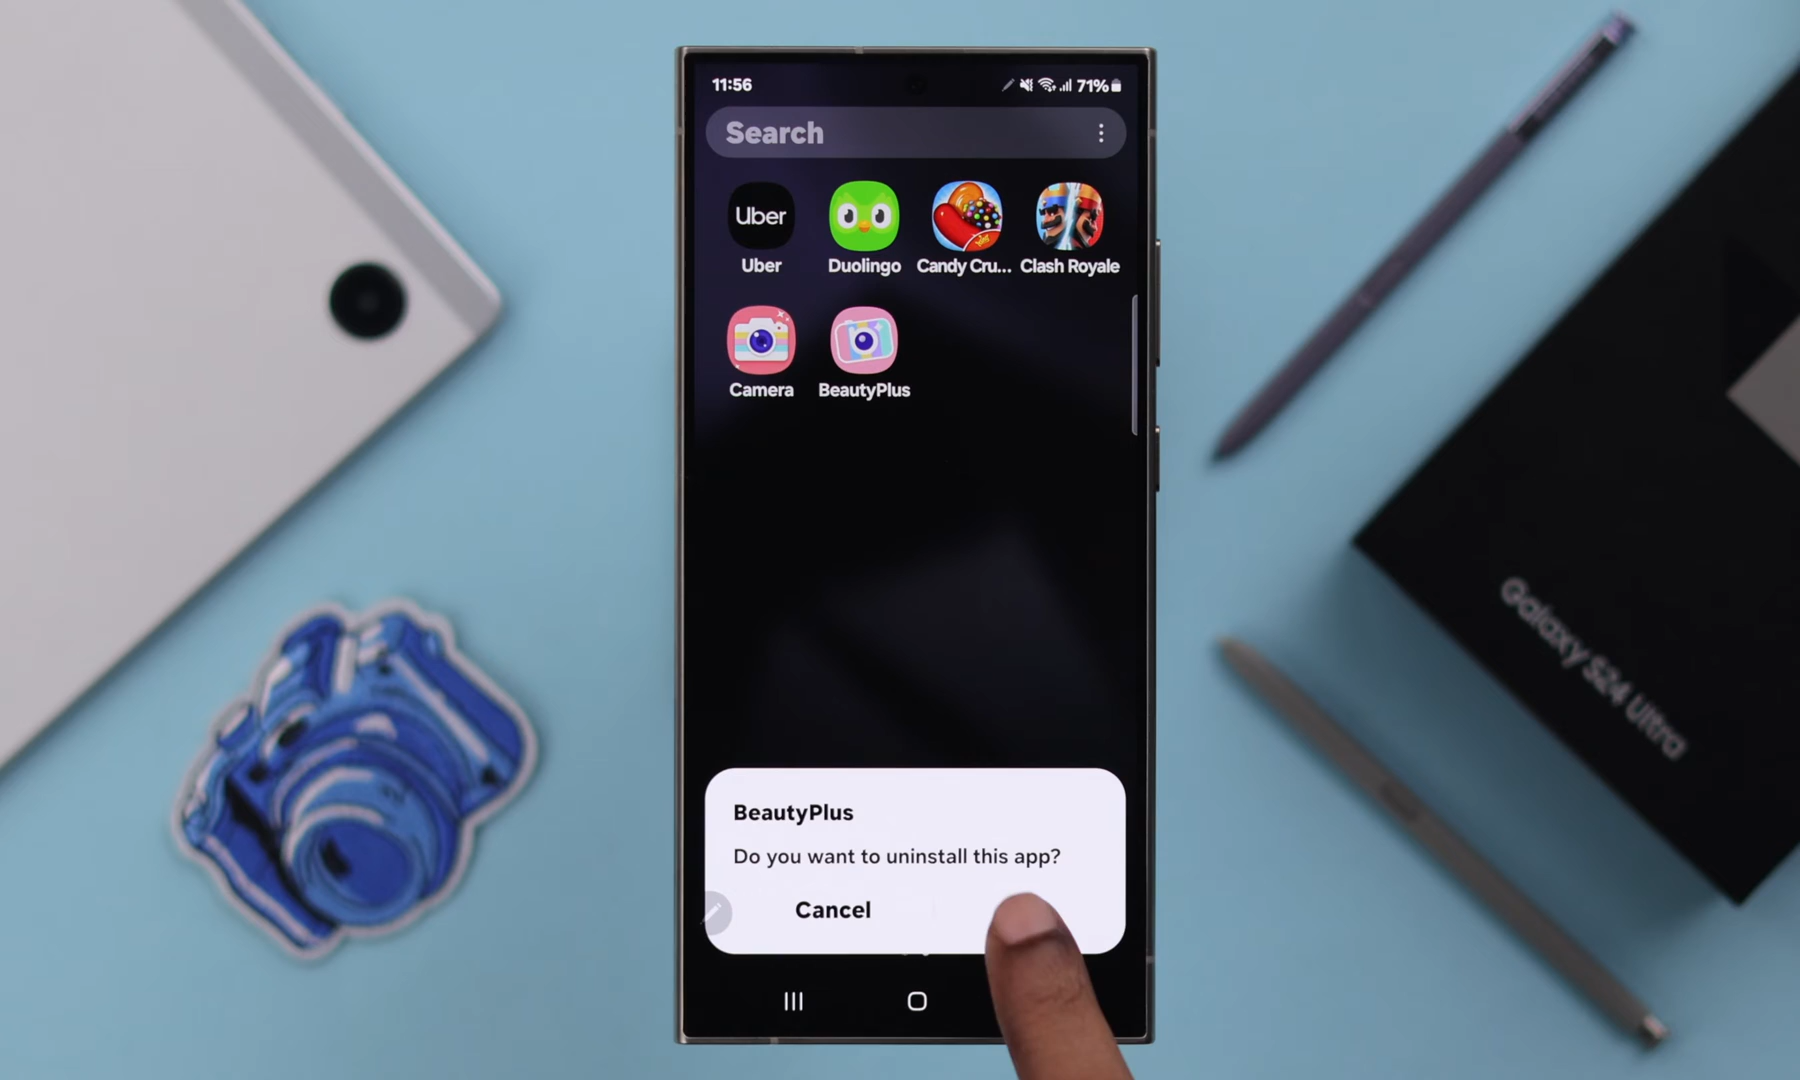 11:56
71%
Search
Uber
Uber
Duolingo
Candy Cru...
Clash Royale
Camera
BeautyPlus
BeautyPlus
Do you want to uninstall this app?
Cancel
Galaxy S24 Ultra